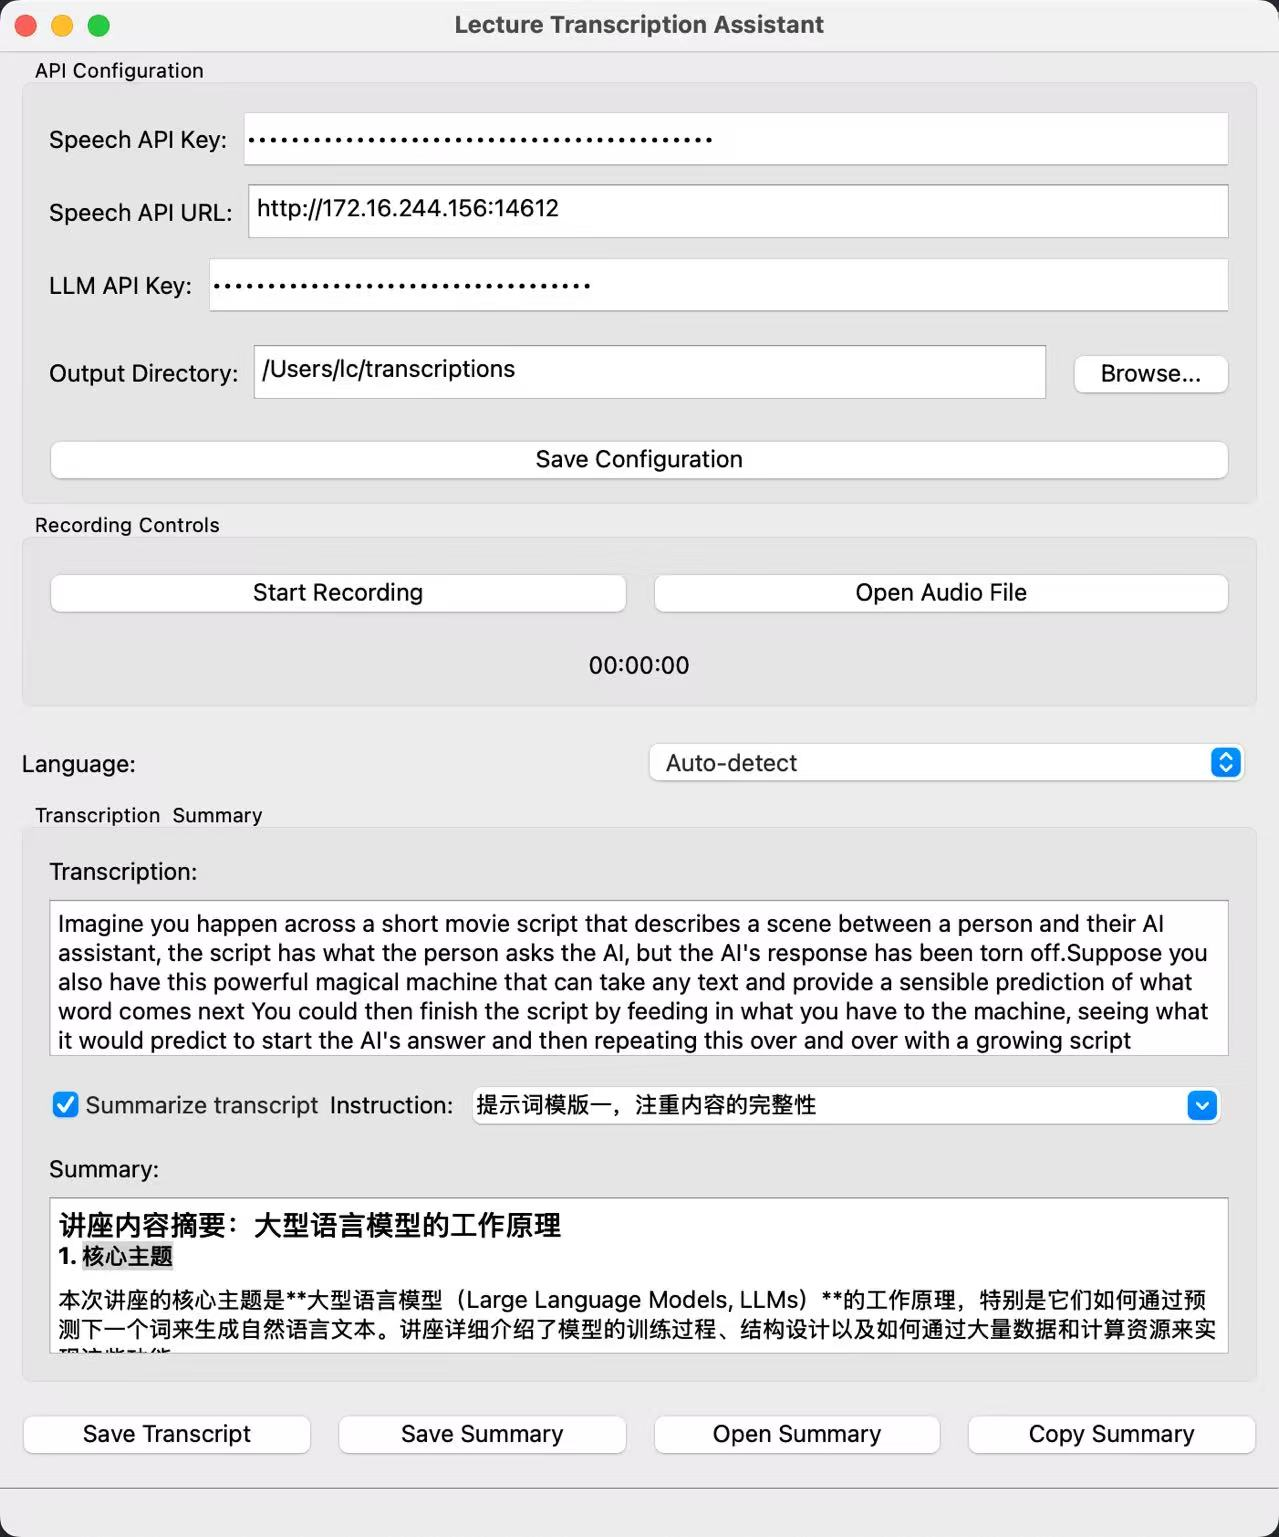 Lecture Transcription Assistant
API Configuration
Speech API Key: ••••••••••••••••••••••••••••••••••••••••••••
Speech API URL: http://172.16.244.156:14612
LLM API Key: •••••••••••••••••••••••••••••••••••
Output Directory: /Users/lc/transcriptions Browse...
Save Configuration
Recording Controls
Start Recording Open Audio File
00:00:00
Language: Auto-detect
Transcription Summary
Transcription:
Imagine you happen across a short movie script that describes a scene between a person and their AI
assistant, the script has what the person asks the AI, but the AI's response has been torn off.Suppose you
also have this powerful magical machine that can take any text and provide a sensible prediction of what
word comes next You could then finish the script by feeding in what you have to the machine, seeing what
it would predict to start the AI's answer and then repeating this over and over with a growing script
Summarize transcript Instruction: 提示词模版一，注重内容的完整性
Summary:
讲座内容摘要：大型语言模型的工作原理
1. 核心主题
本次讲座的核心主题是**大型语言模型（Large Language Models, LLMs）**的工作原理，特别是它们如何通过预
测下一个词来生成自然语言文本。讲座详细介绍了模型的训练过程、结构设计以及如何通过大量数据和计算资源来实
Save Transcript Save Summary Open Summary Copy Summary